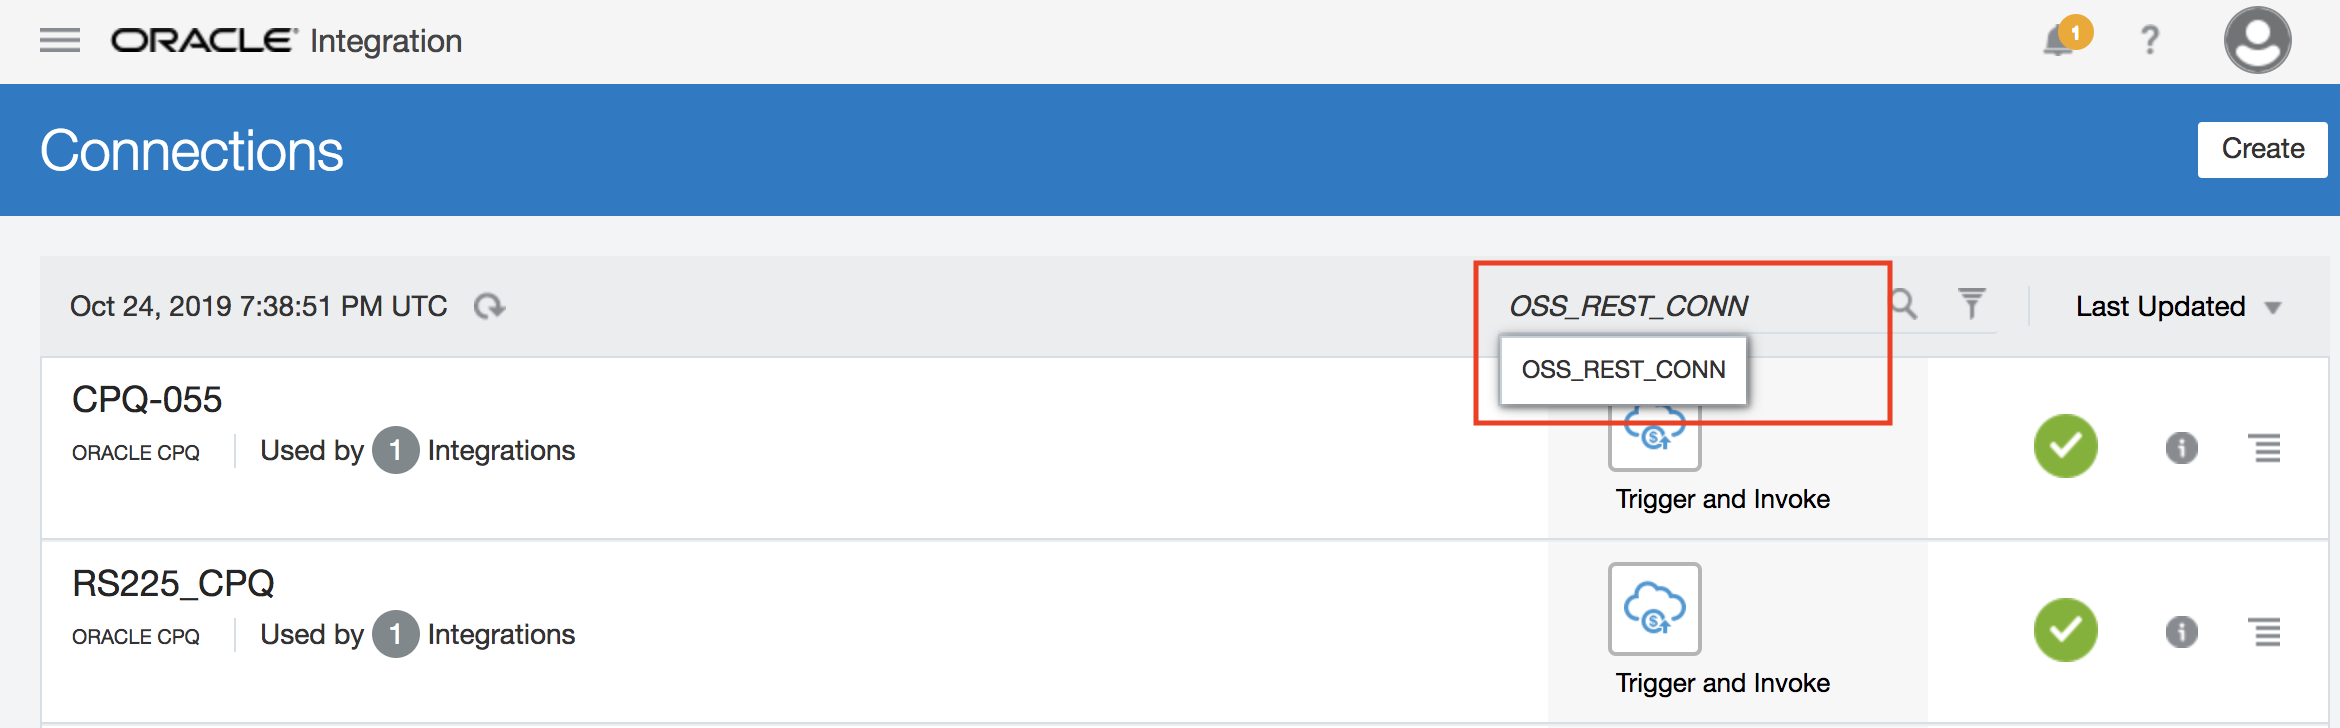 ORACLE® Integration
1
?
Connections
Create
Oct 24, 2019 7:38:51 PM UTC
OSS_REST_CONN
Last Updated
OSS_REST_CONN
CPQ-055
ORACLE CPQ
Used by 1 Integrations
$
i
Trigger and Invoke
RS225_CPQ
ORACLE CPQ
Used by 1 Integrations
$
i
Trigger and Invoke